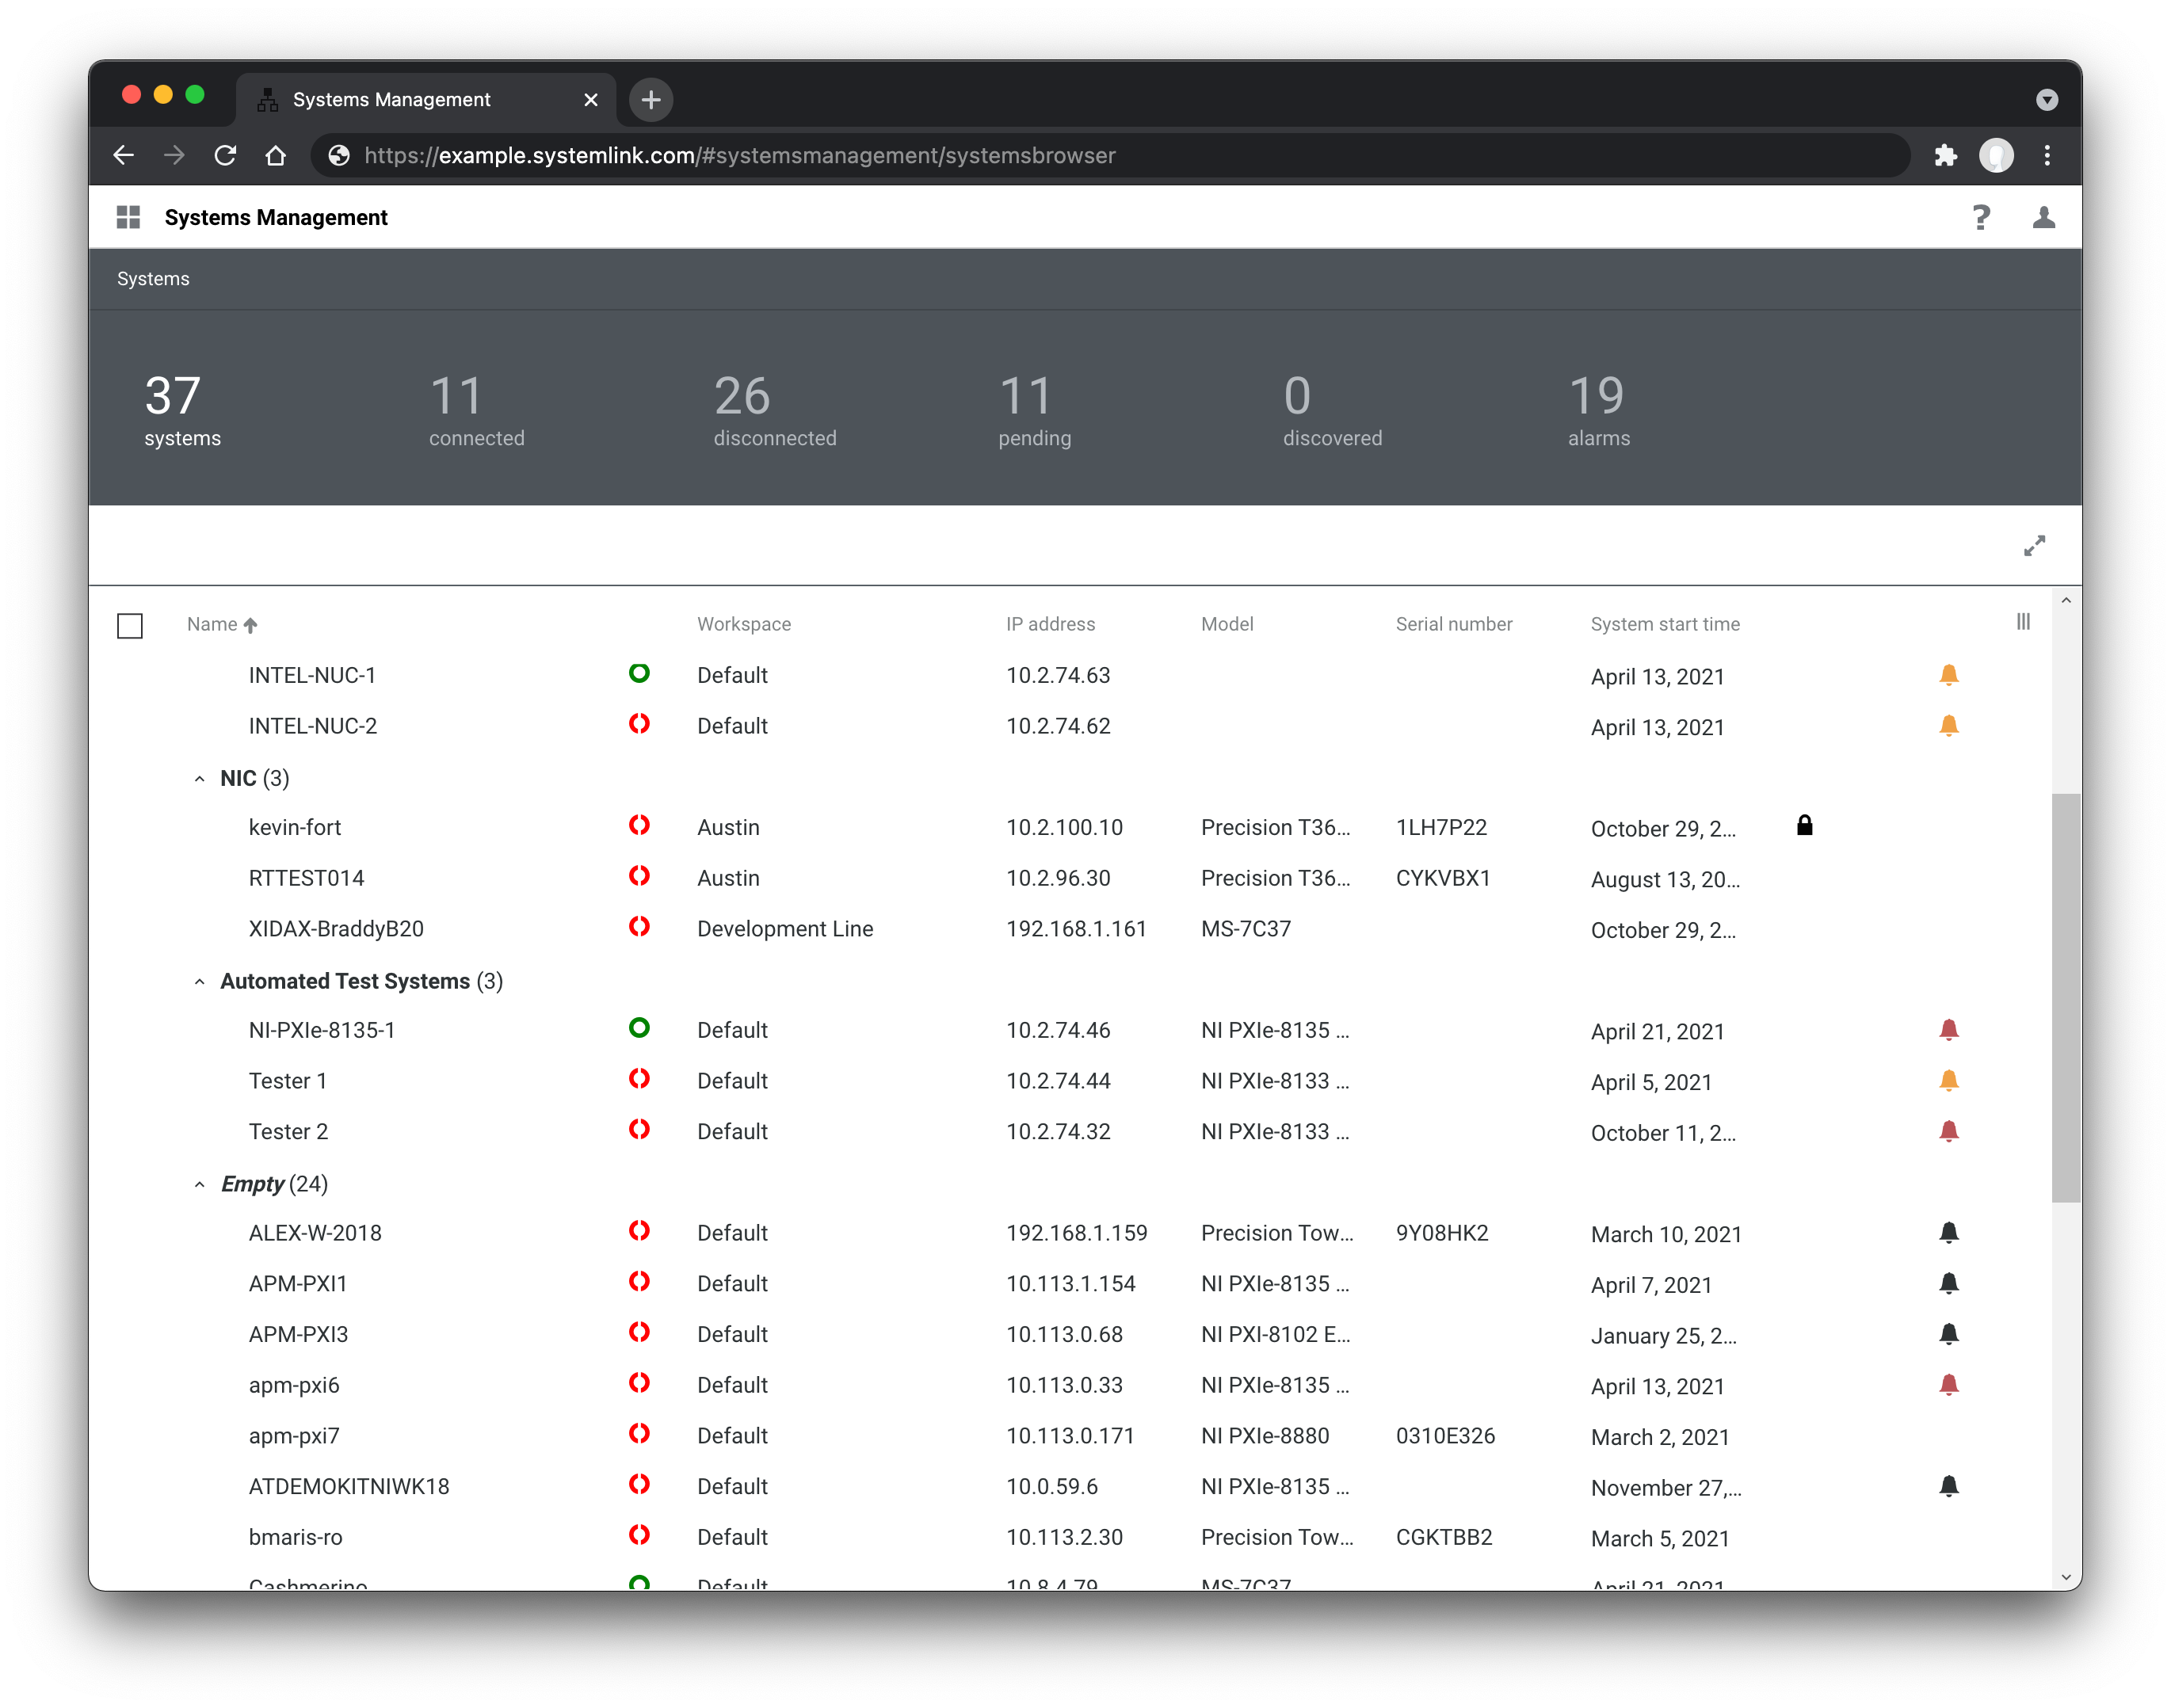 Systems Management
https://example.systemlink.com/#systemsmanagement/systemsbrowser
Systems Management ?
Systems
37 11 26 11 0 19
systems connected disconnected pending discovered alarms
Name Workspace IP address Model Serial number System start time
INTEL-NUC-1 Default 10.2.74.63 April 13, 2021
INTEL-NUC-2 Default 10.2.74.62 April 13, 2021
NIC (3)
kevin-fort Austin 10.2.100.10 Precision T36... 1LH7P22 October 29, 2...
RTTEST014 Austin 10.2.96.30 Precision T36... CYKVBX1 August 13, 20...
XIDAX-BraddyB20 Development Line 192.168.1.161 MS-7C37 October 29, 2...
Automated Test Systems (3)
NI-PXIe-8135-1 Default 10.2.74.46 NI PXIe-8135 ... April 21, 2021
Tester 1 Default 10.2.74.44 NI PXIe-8133 ... April 5, 2021
Tester 2 Default 10.2.74.32 NI PXIe-8133 ... October 11, 2...
Empty (24)
ALEX-W-2018 Default 192.168.1.159 Precision Tow... 9Y08HK2 March 10, 2021
APM-PXI1 Default 10.113.1.154 NI PXIe-8135 ... April 7, 2021
APM-PXI3 Default 10.113.0.68 NI PXI-8102 E... January 25, 2...
apm-pxi6 Default 10.113.0.33 NI PXIe-8135 ... April 13, 2021
apm-pxi7 Default 10.113.0.171 NI PXIe-8880 0310E326 March 2, 2021
ATDEMOKITNIWK18 Default 10.0.59.6 NI PXIe-8135 ... November 27,...
bmaris-ro Default 10.113.2.30 Precision Tow... CGKTBB2 March 5, 2021
Cashmerino Default 10.8.4.79 MS-7C37 April 21, 2021